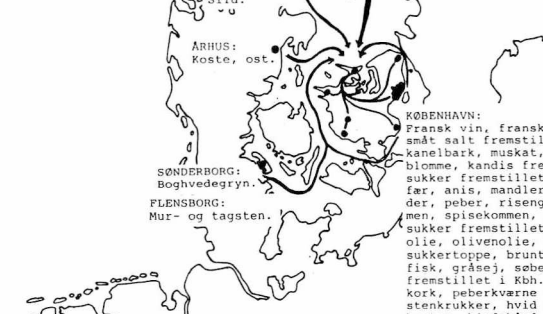 Sild.
ÅRHUS:
Koste, ost.
SØNDERBORG:
Boghvedegryn.
FLENSBORG:
Mur- og tagsten.
KØBENHAVN:
Fransk vin, fransk
småt salt fremstil
kanelbark, muskat,
blomme, kandis fre
sukker fremstillet
fær, anis, mandler
der, peber, riseng
men, spisekommen,
sukker fremstillet
olie, olivenolie,
sukkertoppe, brunt
fisk, gråsej, søbe
fremstillet i Kbh.
kork, peberkværne
stenkrukker, hvid